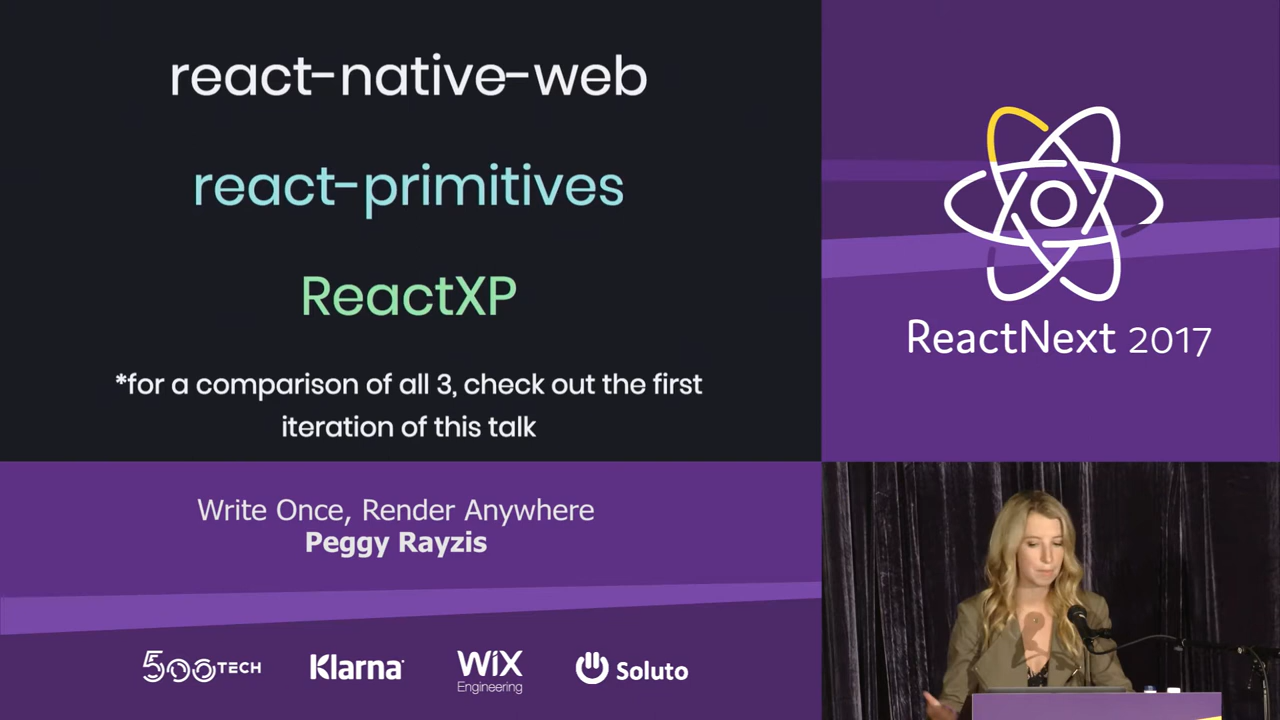 react-native-web
react-primitives
ReactXP
*for a comparison of all 3, check out the first
iteration of this talk
ReactNext 2017
Write Once, Render Anywhere
Peggy Rayzis
500TECH
Klarna
WiX
Engineering
Soluto